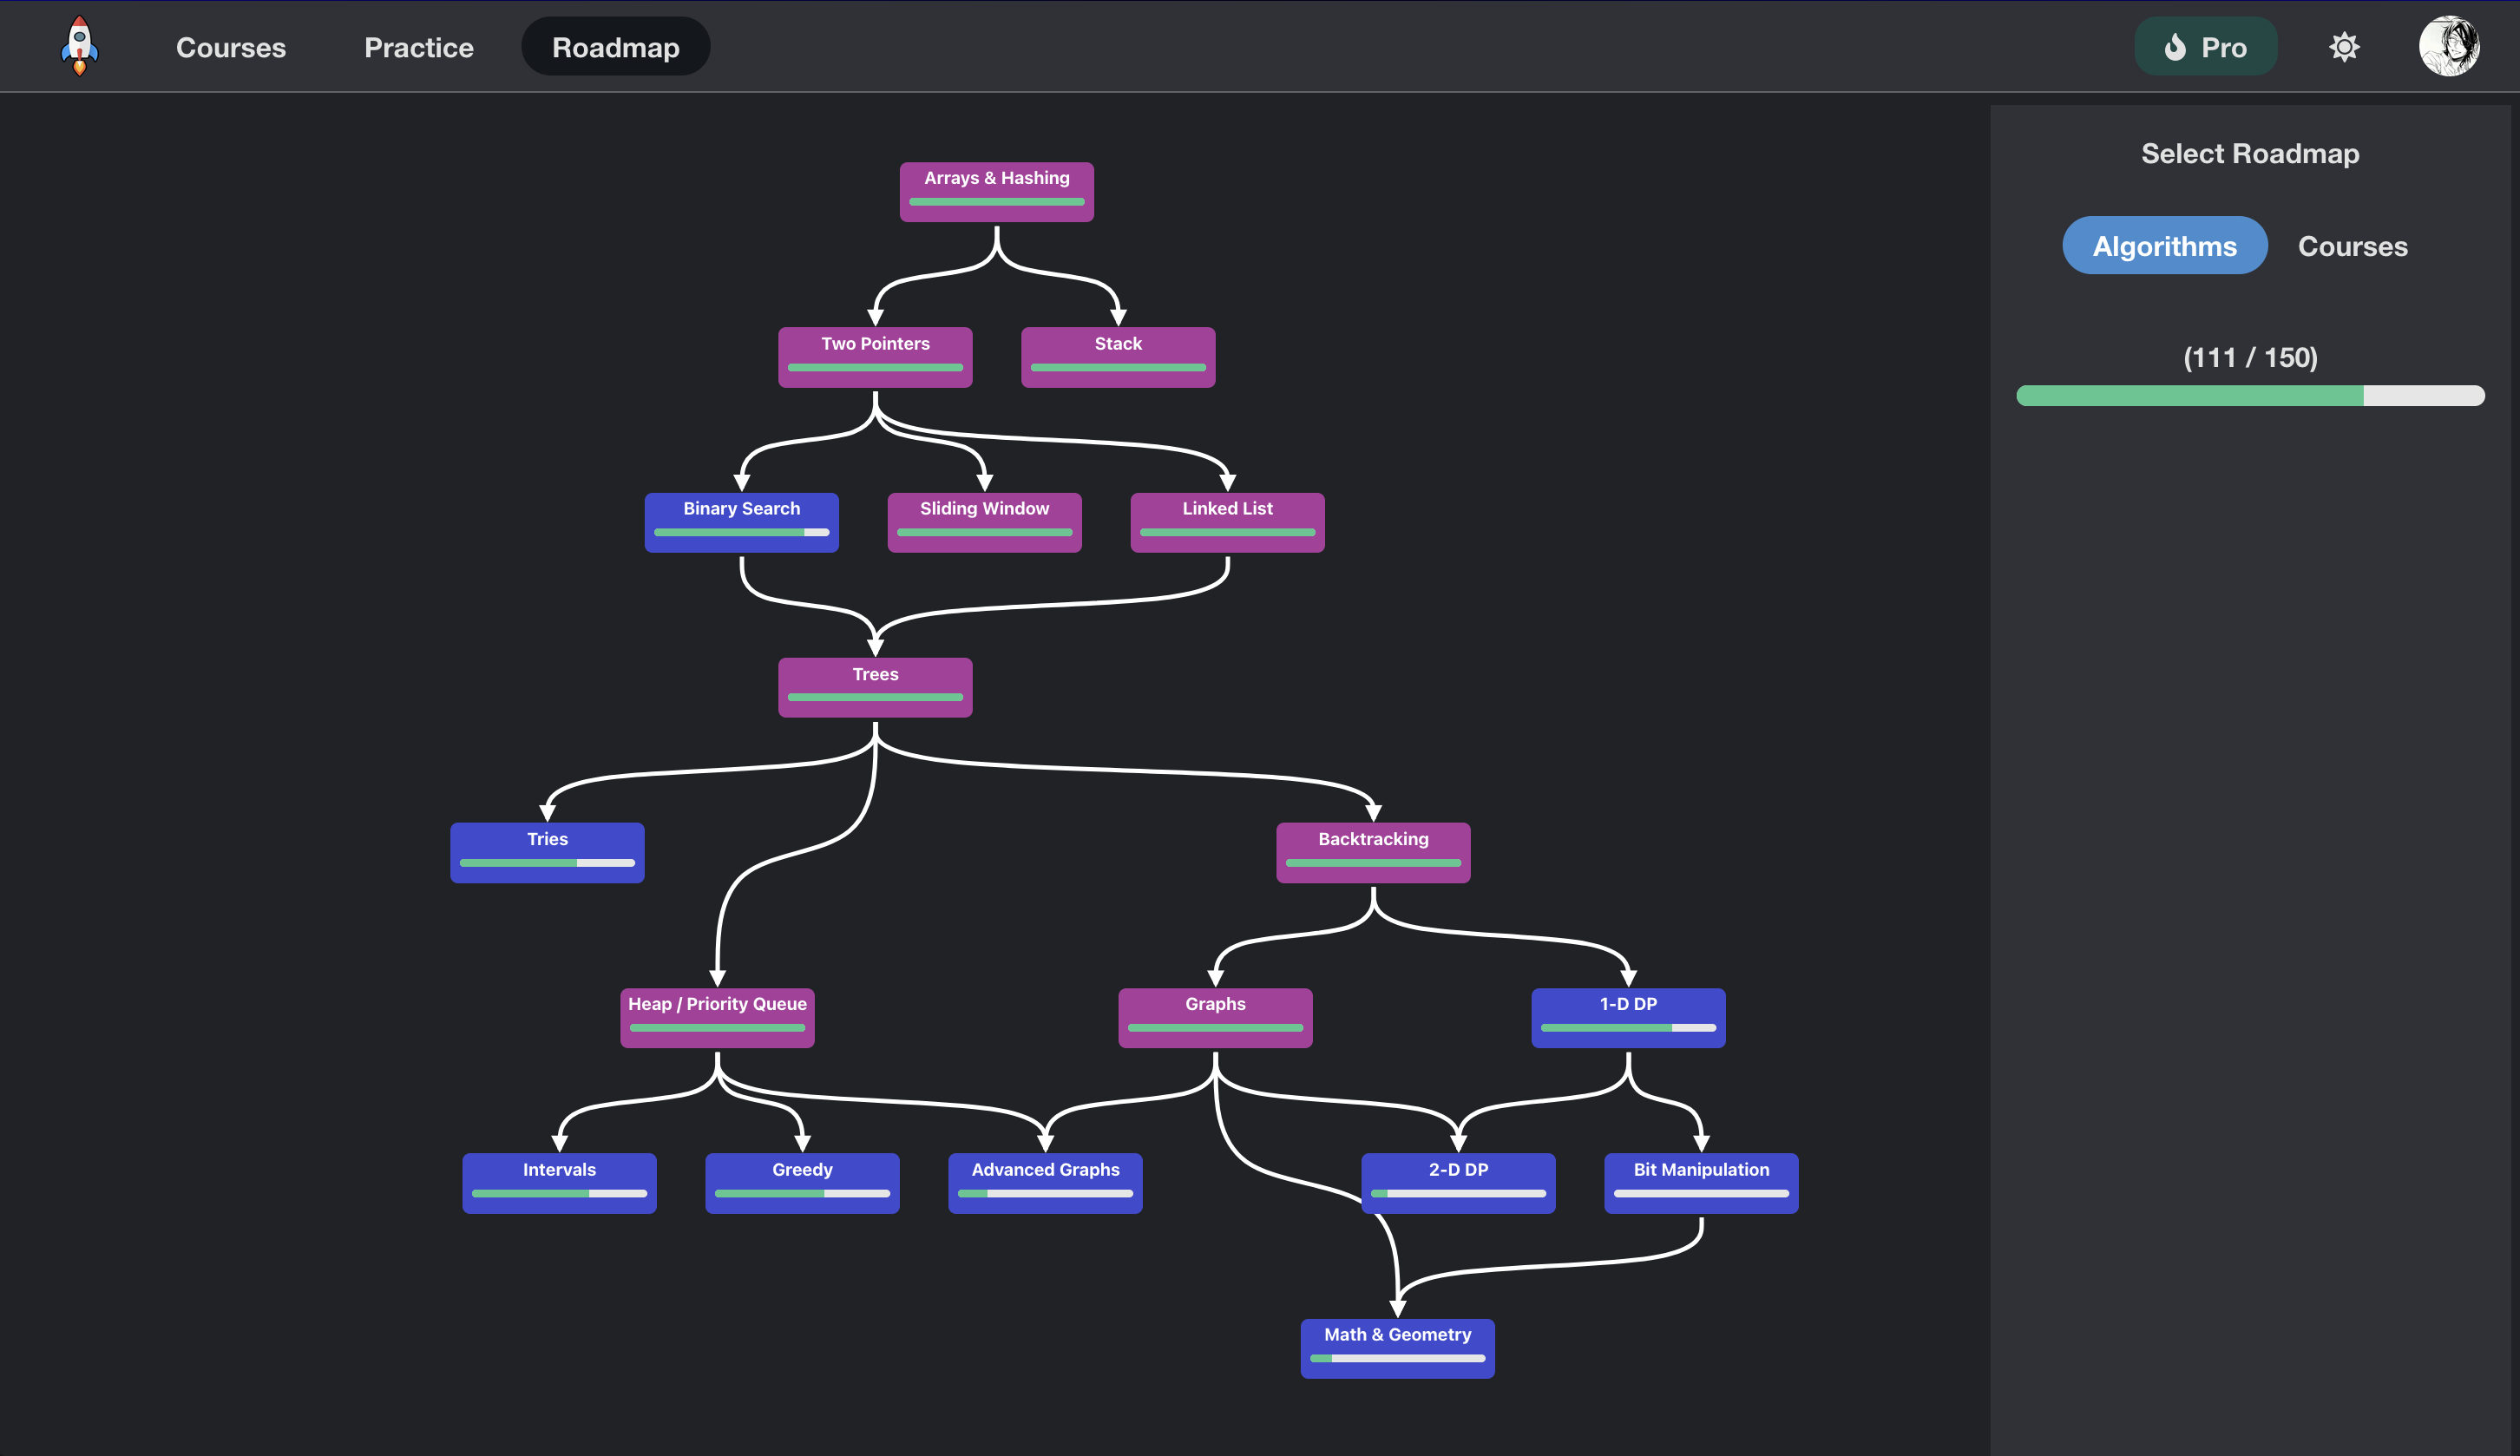 Courses
Practice
Roadmap
Pro
Select Roadmap
Algorithms
Courses
(111 / 150)
Arrays & Hashing
Two Pointers
Stack
Binary Search
Sliding Window
Linked List
Trees
Tries
Backtracking
Heap / Priority Queue
Graphs
1-D DP
Intervals
Greedy
Advanced Graphs
2-D DP
Bit Manipulation
Math & Geometry